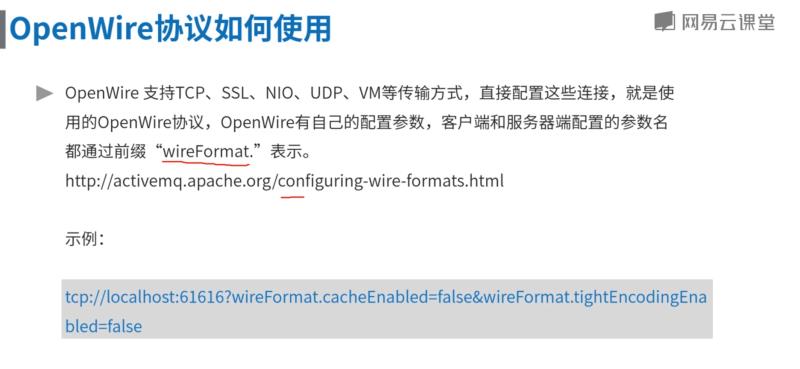 OpenWire协议如何使用
网易云课堂
OpenWire 支持TCP、SSL、NIO、UDP、VM等传输方式，直接配置这些连接，就是使
用的OpenWire协议，OpenWire有自己的配置参数，客户端和服务器端配置的参数名
都通过前缀“wireFormat.”表示。
http://activemq.apache.org/configuring-wire-formats.html
示例：
tcp://localhost:61616?wireFormat.cacheEnabled=false&wireFormat.tightEncodingEna
bled=false